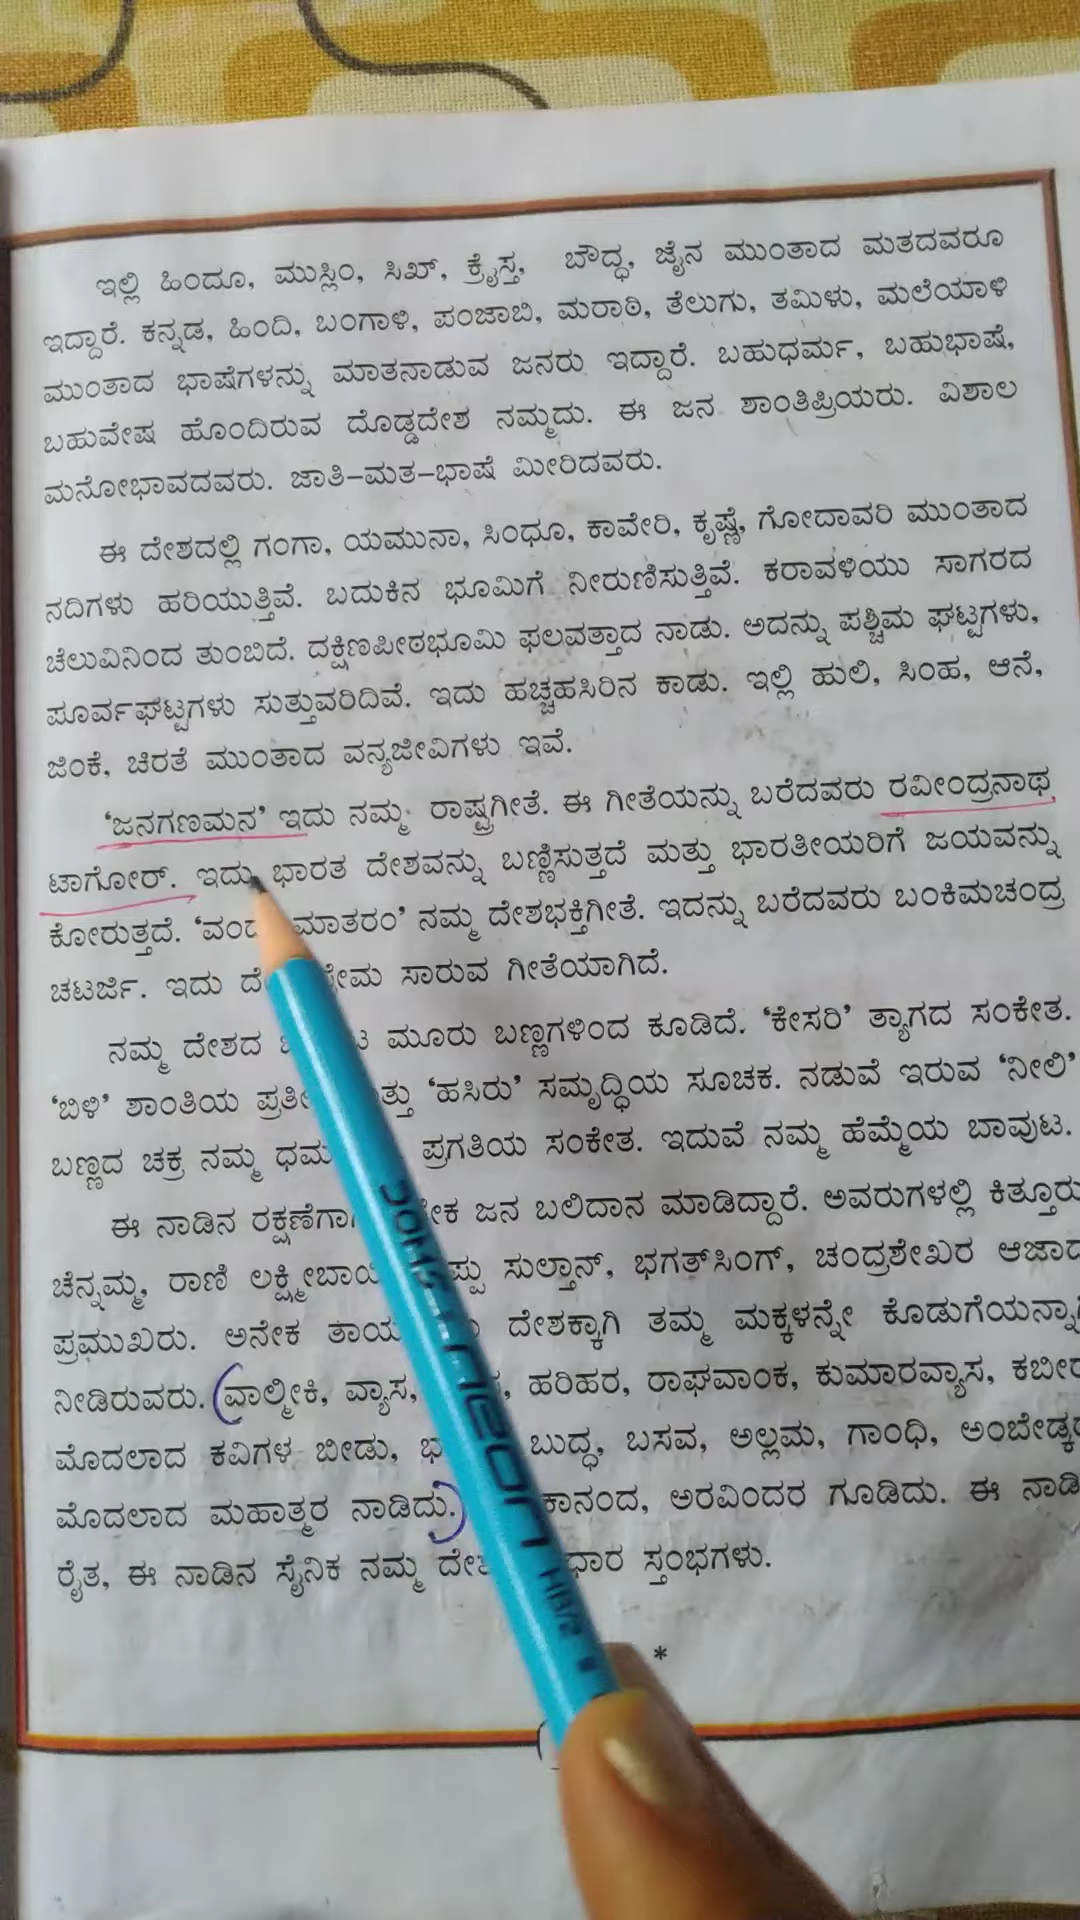 ಇಲ್ಲಿ ಹಿಂದೂ, ಮುಸ್ಲಿಂ, ಸಿಖ್, ಕ್ರೈಸ್ತ, ಬೌದ್ಧ, ಜೈನ ಮುಂತಾದ ಮತದವರೂ
ಇದ್ದಾರೆ. ಕನ್ನಡ, ಹಿಂದಿ, ಬಂಗಾಳಿ, ಪಂಜಾಬಿ, ಮರಾಠಿ, ತೆಲುಗು, ತಮಿಳು, ಮಲೆಯಾಳಿ
ಮುಂತಾದ ಭಾಷೆಗಳನ್ನು ಮಾತನಾಡುವ ಜನರು ಇದ್ದಾರೆ. ಬಹುಧರ್ಮ, ಬಹುಭಾಷೆ,
ಬಹುವೇಷ ಹೊಂದಿರುವ ದೊಡ್ಡದೇಶ ನಮ್ಮದು. ಈ ಜನ ಶಾಂತಿಪ್ರಿಯರು. ವಿಶಾಲ
ಮನೋಭಾವದವರು. ಜಾತಿ-ಮತ-ಭಾಷೆ ಮೀರಿದವರು.
ಈ ದೇಶದಲ್ಲಿ ಗಂಗಾ, ಯಮುನಾ, ಸಿಂಧೂ, ಕಾವೇರಿ, ಕೃಷ್ಣೆ, ಗೋದಾವರಿ ಮುಂತಾದ
ನದಿಗಳು ಹರಿಯುತ್ತಿವೆ. ಬದುಕಿನ ಭೂಮಿಗೆ ನೀರುಣಿಸುತ್ತಿವೆ. ಕರಾವಳಿಯು ಸಾಗರದ
ಚೆಲುವಿನಿಂದ ತುಂಬಿದೆ. ದಕ್ಷಿಣಪೀಠಭೂಮಿ ಫಲವತ್ತಾದ ನಾಡು. ಅದನ್ನು ಪಶ್ಚಿಮ ಘಟ್ಟಗಳು,
ಪೂರ್ವಘಟ್ಟಗಳು ಸುತ್ತುವರಿದಿವೆ. ಇದು ಹಚ್ಚಹಸಿರಿನ ಕಾಡು. ಇಲ್ಲಿ ಹುಲಿ, ಸಿಂಹ, ಆನೆ,
ಜಿಂಕೆ, ಚಿರತೆ ಮುಂತಾದ ವನ್ಯಜೀವಿಗಳು ಇವೆ.
‘ಜನಗಣಮನ’ ಇದು ನಮ್ಮ ರಾಷ್ಟ್ರಗೀತೆ. ಈ ಗೀತೆಯನ್ನು ಬರೆದವರು ರವೀಂದ್ರನಾಥ
ಟಾಗೋರ್. ಇದು ಭಾರತ ದೇಶವನ್ನು ಬಣ್ಣಿಸುತ್ತದೆ ಮತ್ತು ಭಾರತೀಯರಿಗೆ ಜಯವನ್ನು
ಕೋರುತ್ತದೆ. ಮಾತರಂ’ ನಮ್ಮ ದೇಶಭಕ್ತಿಗೀತೆ. ಇದನ್ನು ಬರೆದವರು ಬಂಕಿಮಚಂದ್ರ
ಚಟರ್ಜಿ. ಇದು ಸಾರುವ ಗೀತೆಯಾಗಿದೆ.
ನಮ್ಮ ದೇಶದ ಮೂರು ಬಣ್ಣಗಳಿಂದ ಕೂಡಿದೆ. ‘ಕೇಸರಿ’ ತ್ಯಾಗದ ಸಂಕೇತ.
‘ಬಿಳಿ’ ಶಾಂತಿಯ ‘ಹಸಿರು’ ಸಮೃದ್ಧಿಯ ಸೂಚಕ. ನಡುವೆ ಇರುವ ‘ನೀಲಿ’
ಬಣ್ಣದ ಚಕ್ರ ನಮ್ಮ ಪ್ರಗತಿಯ ಸಂಕೇತ. ಇದುವೆ ನಮ್ಮ ಹೆಮ್ಮೆಯ ಬಾವುಟ.
ಈ ನಾಡಿನ ಜನ ಬಲಿದಾನ ಮಾಡಿದ್ದಾರೆ. ಅವರುಗಳಲ್ಲಿ ಕಿತ್ತೂರು
ಚೆನ್ನಮ್ಮ, ರಾಣಿ ಸುಲ್ತಾನ್, ಭಗತ್‌ಸಿಂಗ್, ಚಂದ್ರಶೇಖರ
ಪ್ರಮುಖರು. ಅನೇಕ ದೇಶಕ್ಕಾಗಿ ತಮ್ಮ ಮಕ್ಕಳನ್ನೇ
ನೀಡಿರುವರು. (ವಾಲ್ಮೀಕಿ, ವ್ಯಾಸ, ಹರಿಹರ, ರಾಘವಾಂಕ, ಕುಮಾರವ್ಯಾಸ,
ಮೊದಲಾದ ಕವಿಗಳ ಬೀಡು, ಬುದ್ಧ, ಬಸವ, ಅಲ್ಲಮ, ಗಾಂಧಿ,
ಮೊದಲಾದ ಮಹಾತ್ಮರ ನಾಡಿದು.) ಅರವಿಂದರ ಗೂಡಿದು. ಈ
ರೈತ, ಈ ನಾಡಿನ ಸೈನಿಕ ನಮ್ಮ ಸ್ತಂಭಗಳು.
*